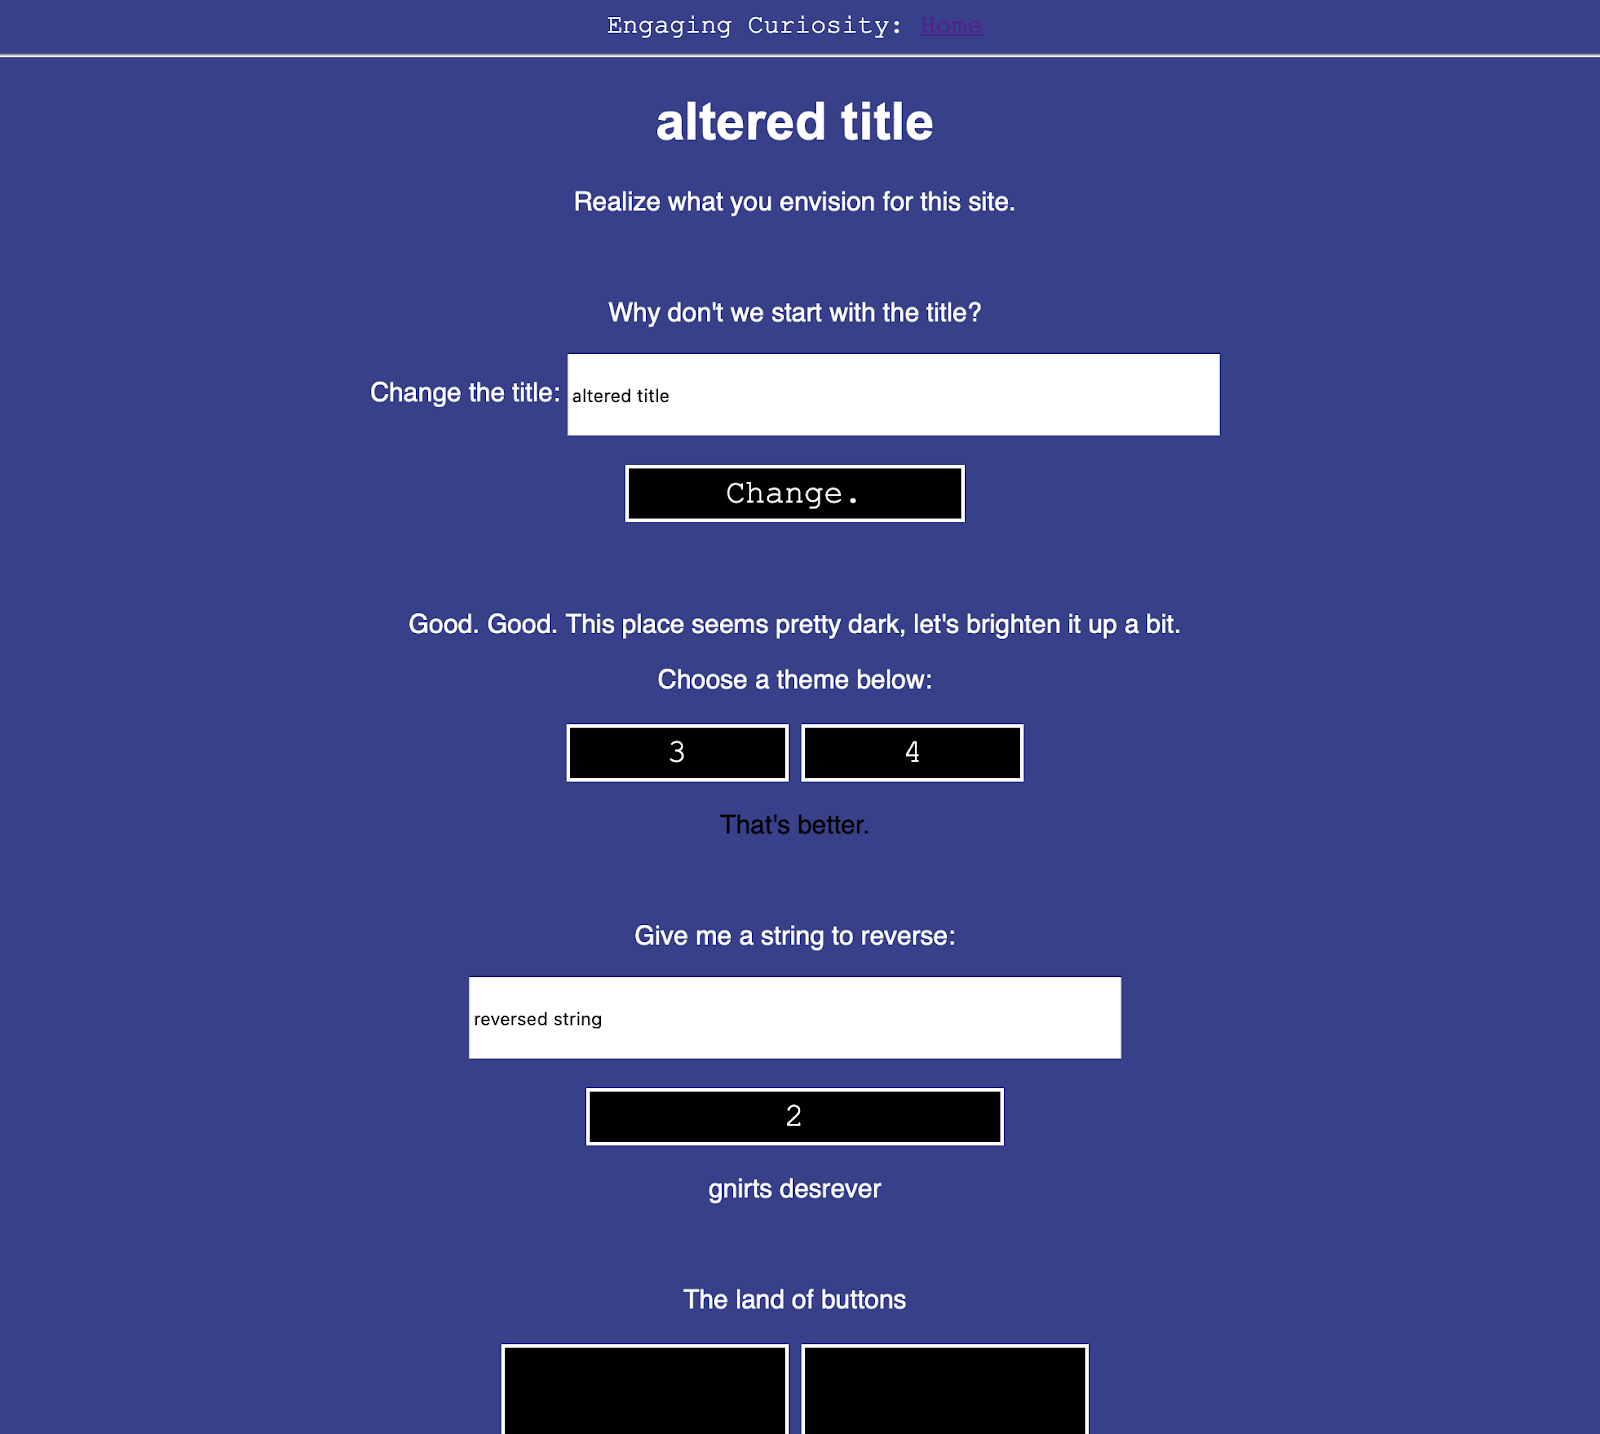 Engaging Curiosity: Home
altered title
Realize what you envision for this site.
Why don't we start with the title?
Change the title: altered title
Change.
Good. Good. This place seems pretty dark, let's brighten it up a bit.
Choose a theme below:
3 4
That's better.
Give me a string to reverse:
reversed string
2
gnirts desrever
The land of buttons